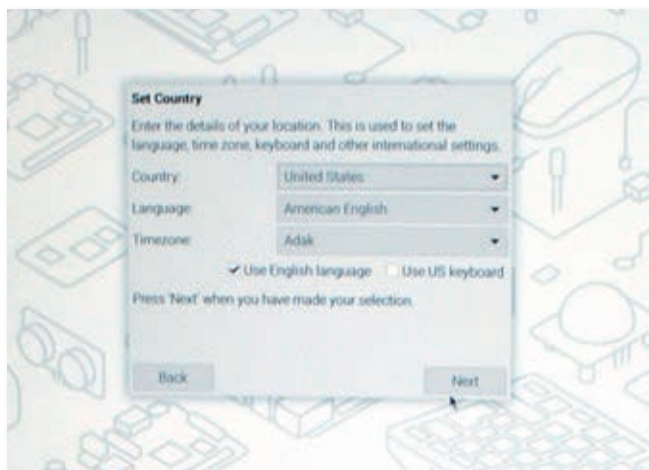 Set Country
Enter the details of your location. This is used to set the
language, time zone, keyboard and other international settings.
Country: United States
Language: American English
Timezone: Adak
Use English language Use US keyboard
Press 'Next' when you have made your selection.
Back Next